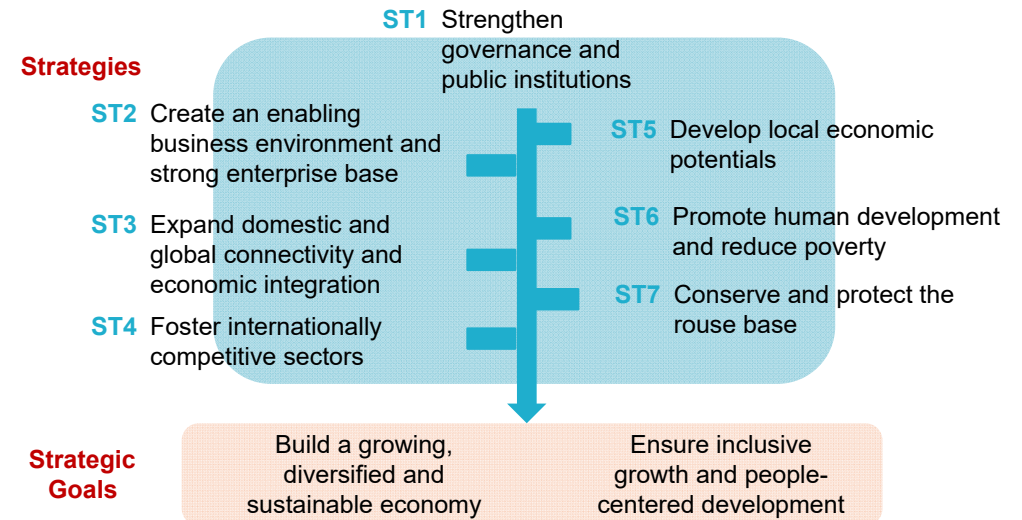 ST1 Strengthen
governance and
public institutions
Strategies
ST2 Create an enabling
business environment and
strong enterprise base
ST3 Expand domestic and
global connectivity and
economic integration
ST4 Foster internationally
competitive sectors
ST5 Develop local economic
potentials
ST6 Promote human development
and reduce poverty
ST7 Conserve and protect the
rouse base
Strategic
Goals
Build a growing,
diversified and
sustainable economy
Ensure inclusive
growth and people-
centered development